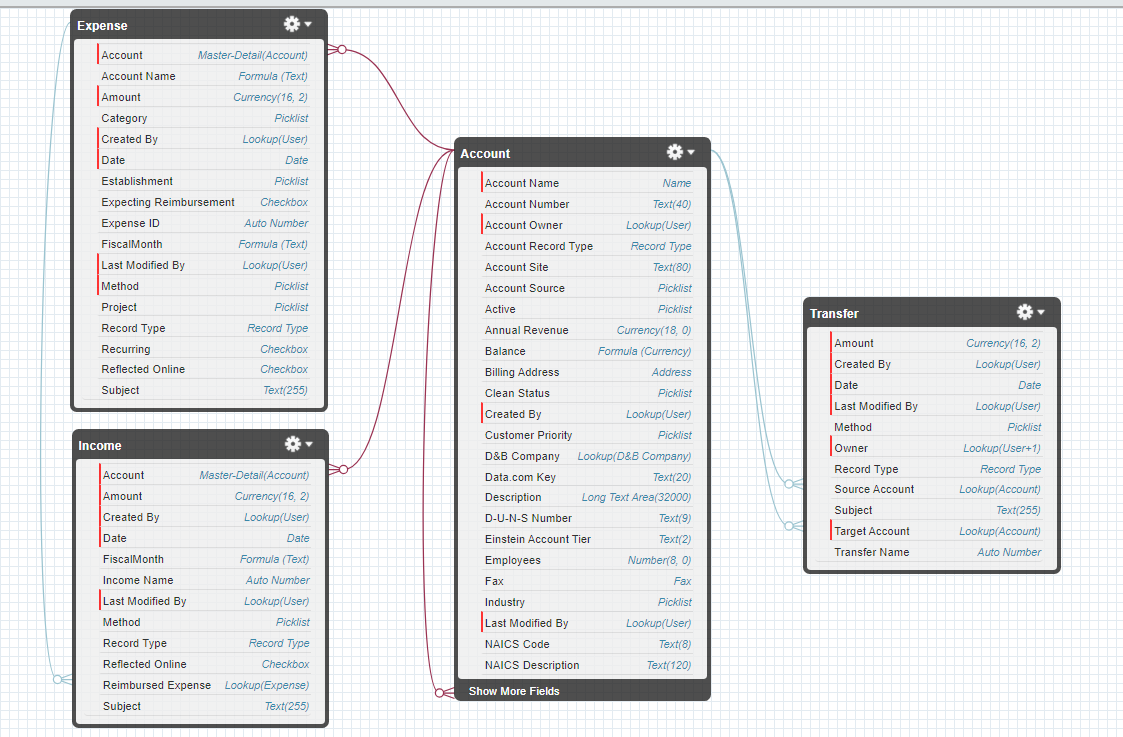 Expense
Account Master-Detail(Account)
Account Name Formula (Text)
Amount Currency(16, 2)
Category Picklist
Created By Lookup(User)
Date Date
Establishment Picklist
Expecting Reimbursement Checkbox
Expense ID Auto Number
FiscalMonth Formula (Text)
Last Modified By Lookup(User)
Method Picklist
Project Picklist
Record Type Record Type
Recurring Checkbox
Reflected Online Checkbox
Subject Text(255)
Income
Account Master-Detail(Account)
Amount Currency(16, 2)
Created By Lookup(User)
Date Date
FiscalMonth Formula (Text)
Income Name Auto Number
Last Modified By Lookup(User)
Method Picklist
Record Type Record Type
Reflected Online Checkbox
Reimbursed Expense Lookup(Expense)
Subject Text(255)
Account
Account Name Name
Account Number Text(40)
Account Owner Lookup(User)
Account Record Type Record Type
Account Site Text(80)
Account Source Picklist
Active Picklist
Annual Revenue Currency(18, 0)
Balance Formula (Currency)
Billing Address Address
Clean Status Picklist
Created By Lookup(User)
Customer Priority Picklist
D&B Company Lookup(D&B Company)
Data.com Key Text(20)
Description Long Text Area(32000)
D-U-N-S Number Text(9)
Einstein Account Tier Text(2)
Employees Number(8, 0)
Fax Fax
Industry Picklist
Last Modified By Lookup(User)
NAICS Code Text(8)
NAICS Description Text(120)
Show More Fields
Transfer
Amount Currency(16, 2)
Created By Lookup(User)
Date Date
Last Modified By Lookup(User)
Method Picklist
Owner Lookup(User+1)
Record Type Record Type
Source Account Lookup(Account)
Subject Text(255)
Target Account Lookup(Account)
Transfer Name Auto Number